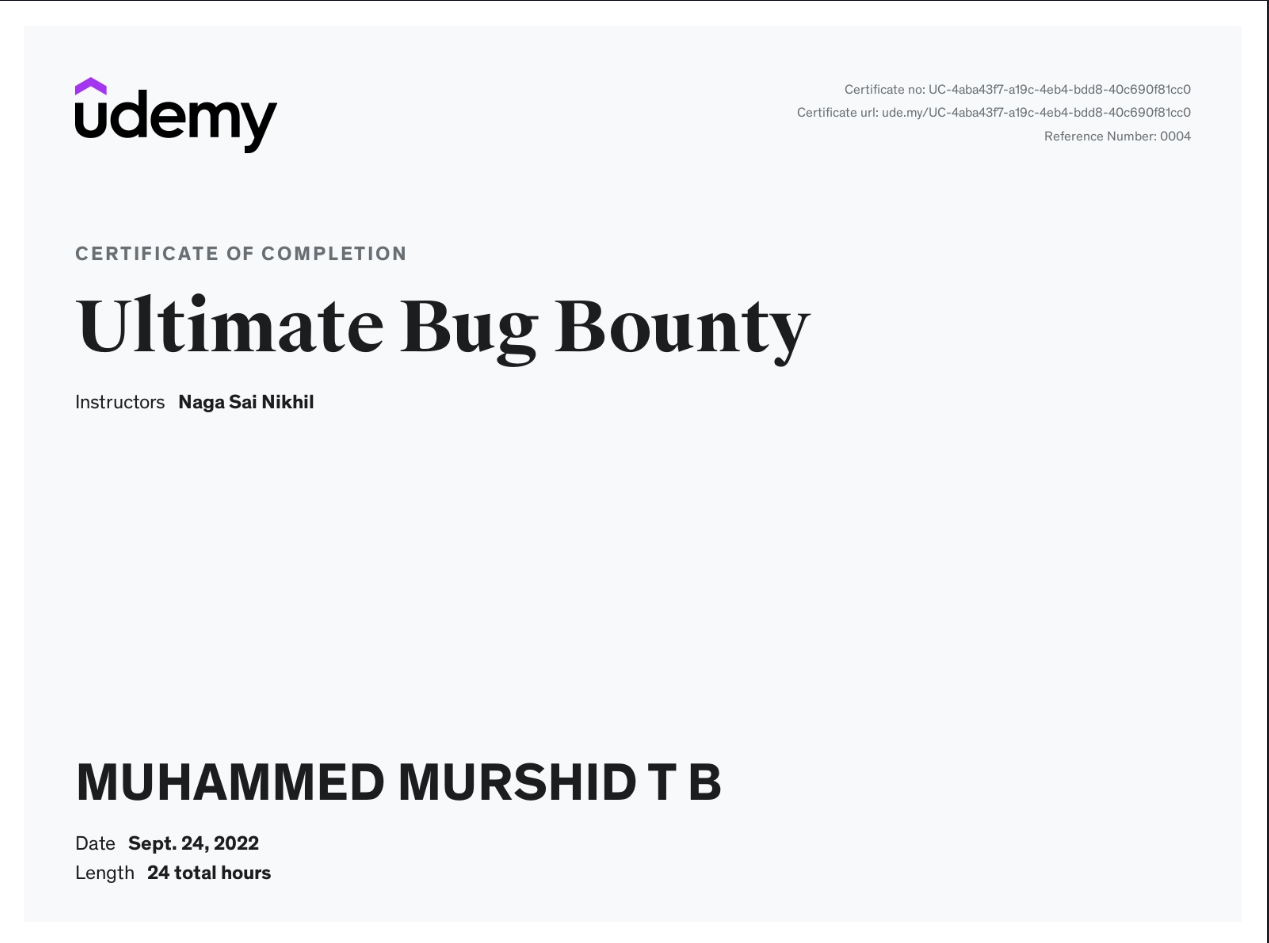 udemy
Certificate no: UC-4aba43f7-a19c-4eb4-bdd8-40c690f81cc0
Certificate url: ude.my/UC-4aba43f7-a19c-4eb4-bdd8-40c690f81cc0
Reference Number: 0004
CERTIFICATE OF COMPLETION
Ultimate Bug Bounty
Instructors Naga Sai Nikhil
MUHAMMED MURSHID T B
Date Sept. 24, 2022
Length 24 total hours